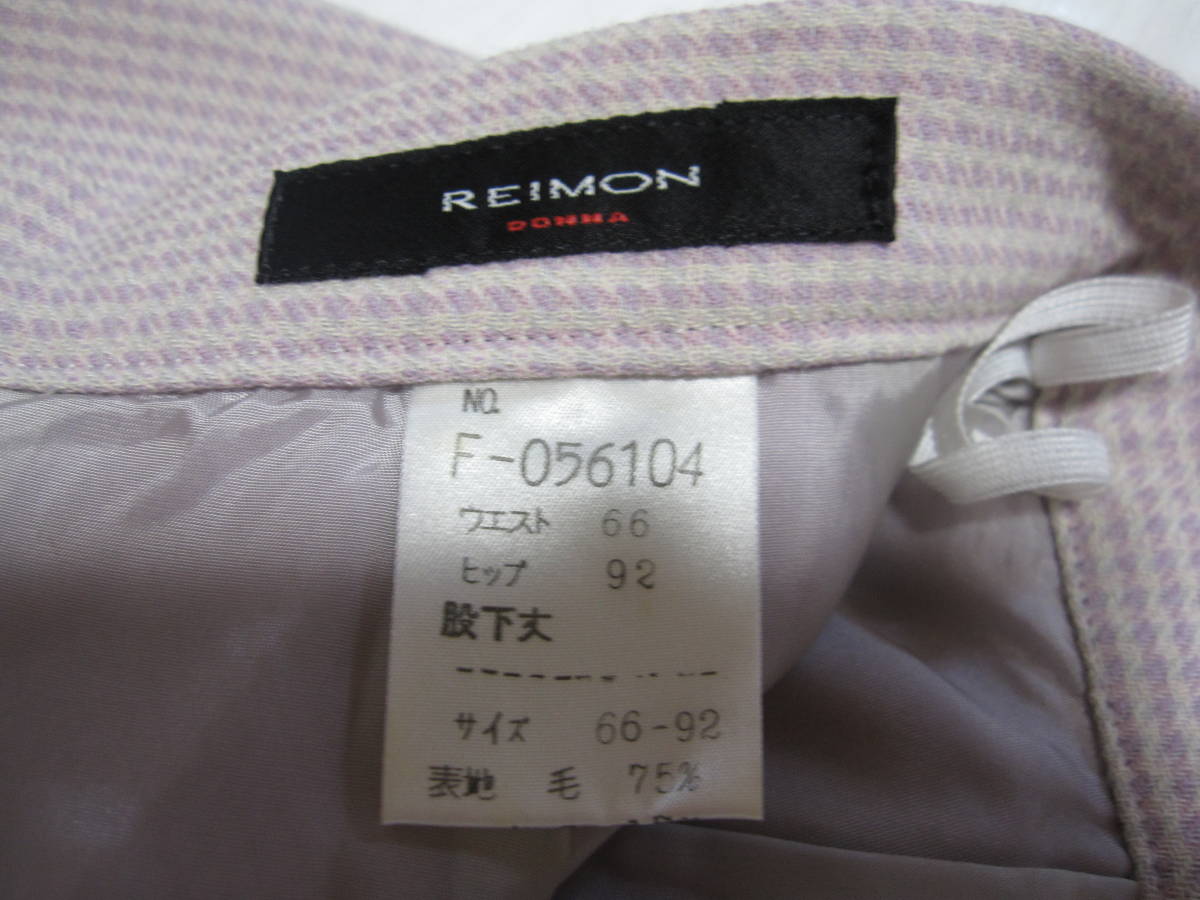 REIMON
DONNA
NO.
F-056104
ウエスト 66
ヒップ 92
股下丈
サイズ 66-92
表地 毛 75%